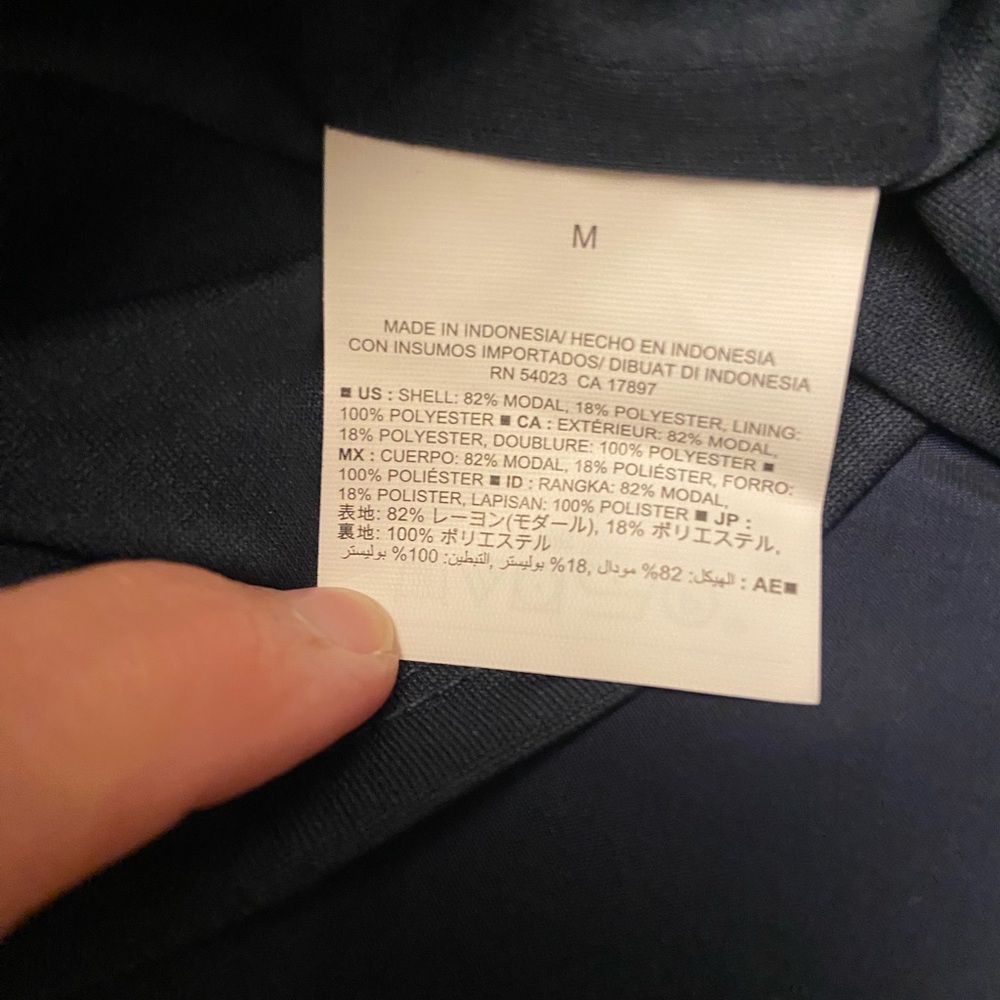 M
MADE IN INDONESIA/ HECHO EN INDONESIA
CON INSUMOS IMPORTADOS/ DIBUAT DI INDONESIA
RN 54023 CA 17897
■ US : SHELL: 82% MODAL, 18% POLYESTER, LINING:
100% POLYESTER ■ CA : EXTÉRIEUR: 82% MODAL,
18% POLYESTER, DOUBLURE: 100% POLYESTER ■
MX : CUERPO: 82% MODAL, 18% POLIÉSTER, FORRO:
100% POLIÉSTER ■ ID : RANGKA: 82% MODAL,
18% POLISTER, LAPISAN: 100% POLISTER ■ JP :
表地: 82% レーヨン(モダール), 18% ポリエステル,
裏地: 100% ポリエステル
■AE : الهيكل: 82% مودال, 18% بوليستر, التبطين: 100% بوليستر